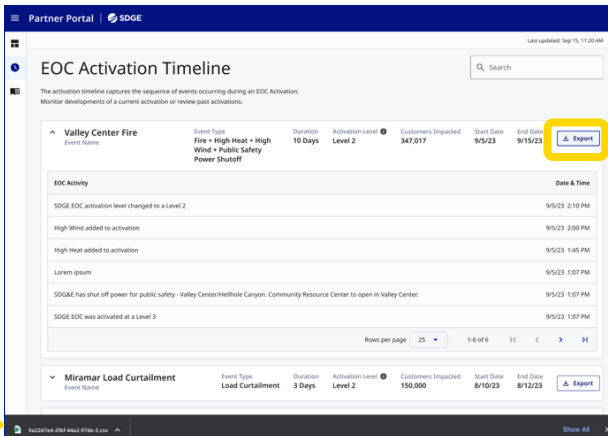 Partner Portal | SDGE
Last updated: Sep 15, 11:20 AM
EOC Activation Timeline
Search
The activation timeline captures the sequence of events occurring during an EOC Activation.
Monitor developments of a current activation or review past activations.
Valley Center Fire
Event Name
Event Type
Fire + High Heat + High
Wind + Public Safety
Power Shutoff
Duration
10 Days
Activation Level
Level 2
Customers Impacted
347,017
Start Date
9/5/23
End Date
9/15/23
Export
EOC Activity Date & Time
SDGE EOC activation level changed to a Level 2 9/5/23 2:10 PM
High Wind added to activation 9/5/23 2:00 PM
High Heat added to activation 9/5/23 1:45 PM
Lorem ipsum 9/5/23 1:07 PM
SDG&E has shut off power for public safety - Valley Center/Hellhole Canyon. Community Resource Center to open in Valley Center. 9/5/23 1:07 PM
SDGE EOC was activated at a Level 3 9/5/23 1:07 PM
Rows per page 25 1-6 of 6
Miramar Load Curtailment
Event Name
Event Type
Load Curtailment
Duration
3 Days
Activation Level
Level 2
Customers Impacted
150,000
Start Date
8/10/23
End Date
8/12/23
Export
9a22d7e4-2fbf-44a2-97de-2.csv
Show All